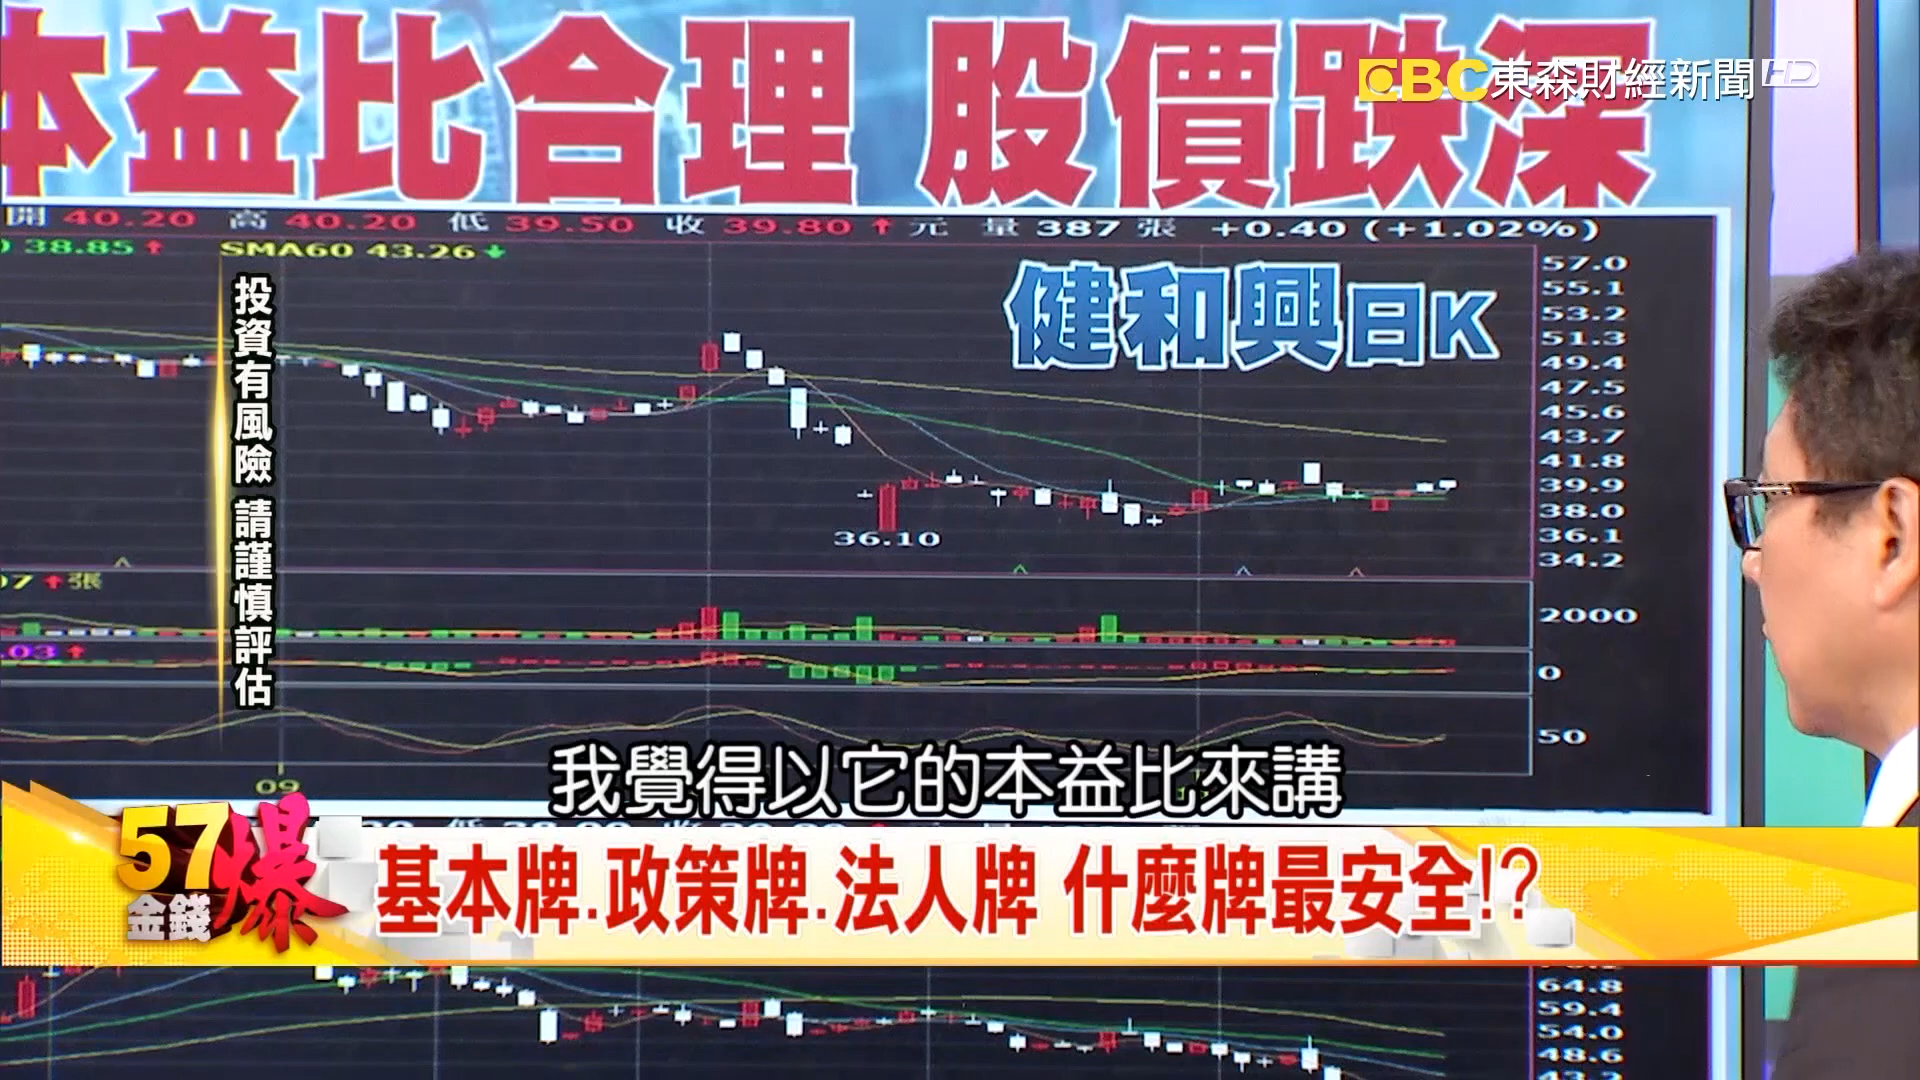 本益比合理 股價跌深
EBC東森財經新聞HD
開 40.20 高 40.20 低 39.50 收 39.80↑元 量 387 張 +0.40 (+1.02%)
38.85↑ SMA60 43.26↓
健和興日K
投資有風險 請謹慎評估
57.0
55.1
53.2
51.3
49.4
47.5
45.6
43.7
41.8
39.9
38.0
36.1
34.2
36.10
↑張
2000
.03↑
0
50
09
我覺得以它的本益比來講
57金錢爆
基本牌.政策牌.法人牌 什麼牌最安全!?
64.8
59.4
54.0
48.6